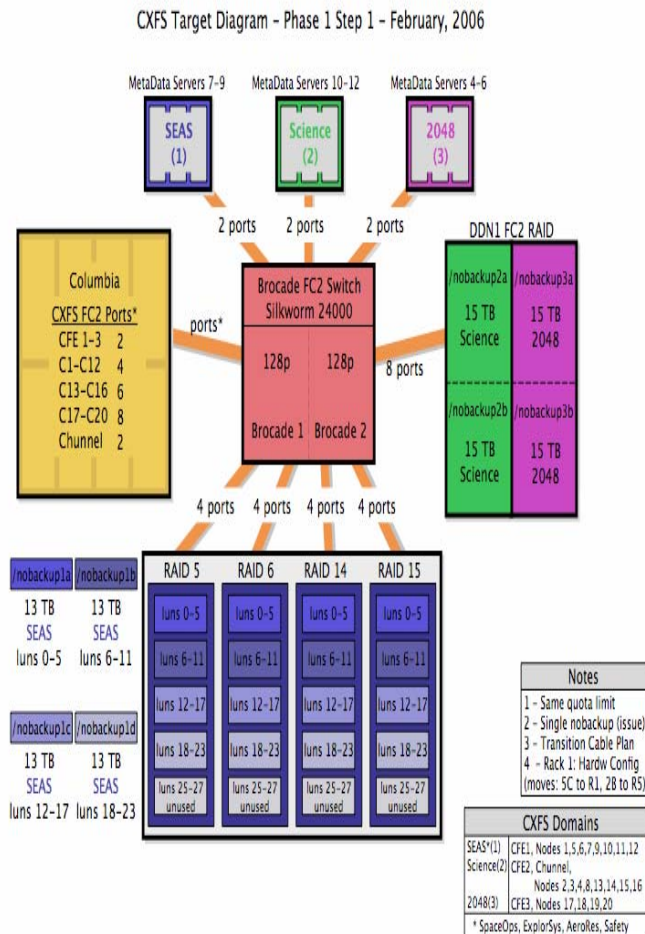 CXFS Target Diagram - Phase 1 Step 1 - February, 2006
MetaData Servers 7-9
MetaData Servers 10-12
MetaData Servers 4-6
SEAS
(1)
Science
(2)
2048
(3)
2 ports
2 ports
2 ports
Columbia
CXFS FC2 Ports*
CFE 1-3 2
C1-C12 4
C13-C16 6
C17-C20 8
Chunnel 2
ports*
Brocade FC2 Switch
Silkworm 24000
128p
128p
Brocade 1
Brocade 2
8 ports
DDN1 FC2 RAID
/nobackup2a
15 TB
Science
/nobackup3a
15 TB
2048
/nobackup2b
15 TB
Science
/nobackup3b
15 TB
2048
4 ports
4 ports
4 ports
4 ports
/nobackup1a
13 TB
SEAS
luns 0-5
/nobackup1b
13 TB
SEAS
luns 6-11
/nobackup1c
13 TB
SEAS
luns 12-17
/nobackup1d
13 TB
SEAS
luns 18-23
RAID 5
luns 0-5
luns 6-11
luns 12-17
luns 18-23
luns 25-27
unused
RAID 6
luns 0-5
luns 6-11
luns 12-17
luns 18-23
luns 25-27
unused
RAID 14
luns 0-5
luns 6-11
luns 12-17
luns 18-23
luns 25-27
unused
RAID 15
luns 0-5
luns 6-11
luns 12-17
luns 18-23
luns 25-27
unused
Notes
1 - Same quota limit
2 - Single nobackup (issue)
3 - Transition Cable Plan
4 - Rack 1: Hardw Config
(moves: 5C to R1, 2B to R5)
CXFS Domains
SEAS*(1) CFE1, Nodes 1,5,6,7,9,10,11,12
Science(2) CFE2, Chunnel,
Nodes 2,3,4,8,13,14,15,16
2048(3) CFE3, Nodes 17,18,19,20
* SpaceOps, ExplorSys, AeroRes, Safety